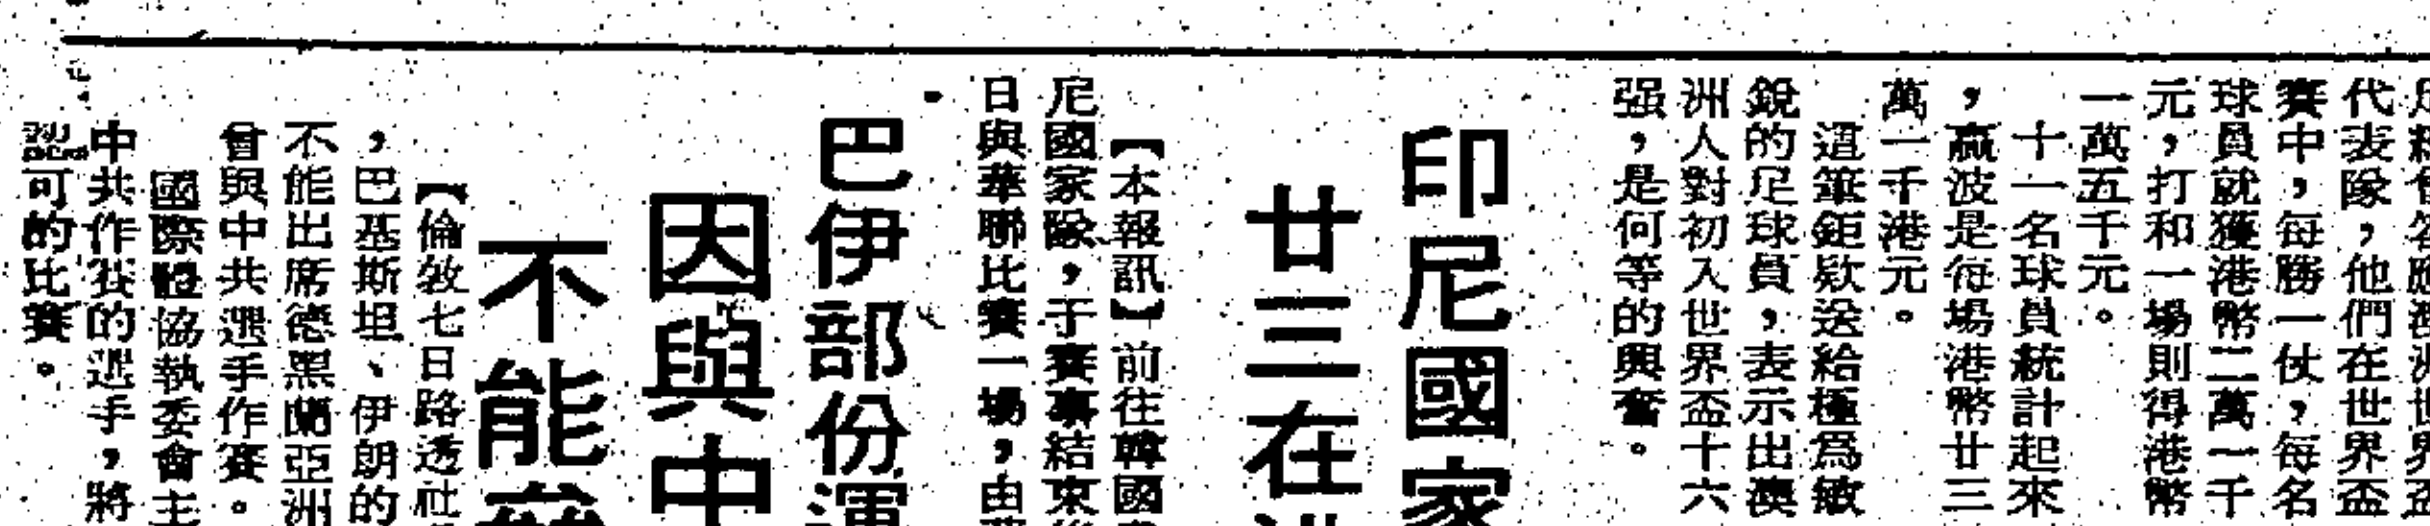 代表隊，他們在世界盃
賽中，每勝一仗，每名
球員就獲港幣二萬一千
元，打和一場則得港幣
一萬五千元。
十一名球員統計起來
，贏波是每場港幣廿三
萬一千港元。
這筆鉅欵送給極爲敏
銳的足球員，表示出澳
洲人對初入世界盃十六
强，是何等的興奮。
印尼國家
廿三在
【本報訊】前往韓國
尼國家隊，于賽事結束後
日與華聯比賽一場，由
巴伊部份運
因與中
不能參
【倫敦七日路透社
，巴基斯坦、伊朗的
不能出席德黑蘭亞洲
會與中共選手作賽。
國際體協執委會主
中共作賽的選手，將
認可的比賽。